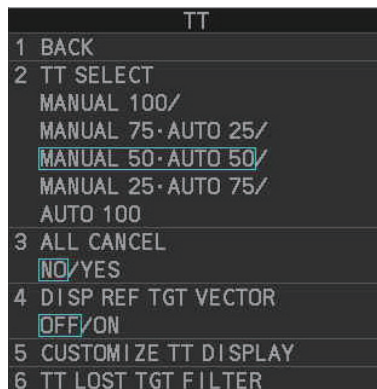 TT
1 BACK
2 TT SELECT
MANUAL 100/
MANUAL 75·AUTO 25/
MANUAL 50·AUTO 50/
MANUAL 25·AUTO 75/
AUTO 100
3 ALL CANCEL
NO/YES
4 DISP REF TGT VECTOR
OFF/ON
5 CUSTOMIZE TT DISPLAY
6 TT LOST TGT FILTER